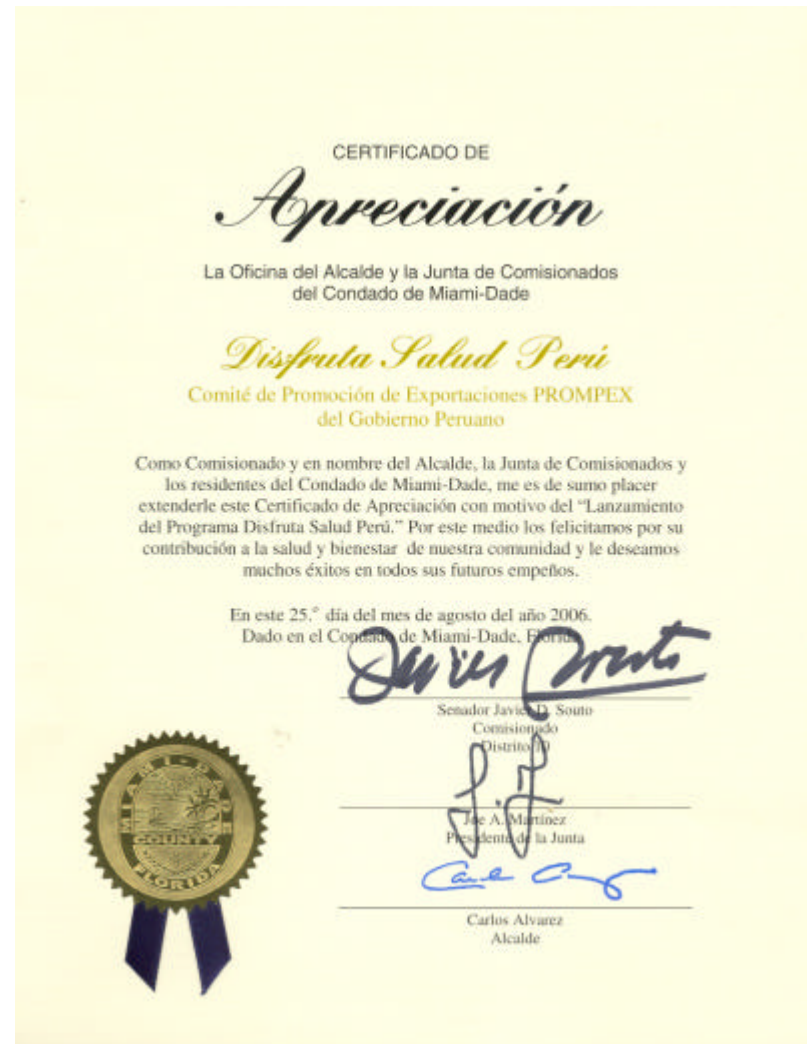 CERTIFICADO DE
Apreciación
La Oficina del Alcalde y la Junta de Comisionados
del Condado de Miami-Dade
Disfruta Salud Perú
Comité de Promoción de Exportaciones PROMPEX
del Gobierno Peruano
Como Comisionado y en nombre del Alcalde, la Junta de Comisionados y
los residentes del Condado de Miami-Dade, me es de sumo placer
extenderle este Certificado de Apreciación con motivo del “Lanzamiento
del Programa Disfruta Salud Perú.” Por este medio los felicitamos por su
contribución a la salud y bienestar de nuestra comunidad y le deseamos
muchos éxitos en todos sus futuros empeños.
En este 25.° día del mes de agosto del año 2006.
Dado en el Condado de Miami-Dade, Florida
Javier Souto
Senador Javier D. Souto
Comisionado
Distrito 10
Joe A. Martinez
Presidente de la Junta
Carlos Alvarez
Alcalde
MIAMI-DADE
COUNTY
FLORIDA